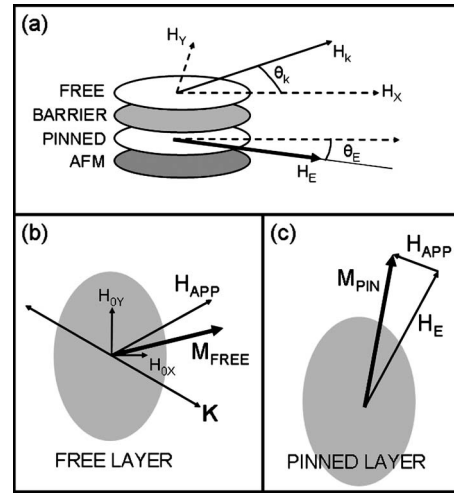 (a)
H_Y
H_k
θ_k
FREE
H_X
BARRIER
PINNED
θ_E
AFM
H_E
(b)
H_APP
H_0Y
M_FREE
H_0X
K
FREE LAYER
(c)
H_APP
M_PIN
H_E
PINNED LAYER